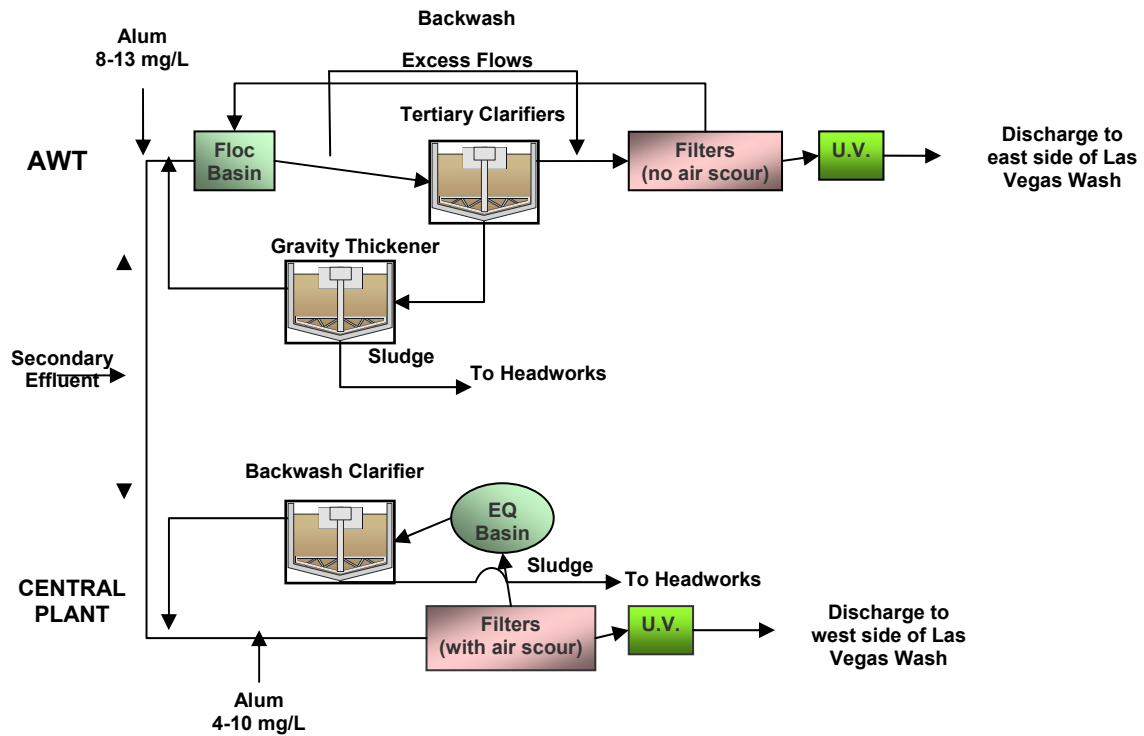 Backwash
Alum
8-13 mg/L
Excess Flows
Tertiary Clarifiers
AWT
Floc
Basin
Filters
(no air scour)
U.V.
Discharge to
east side of Las
Vegas Wash
Gravity Thickener
Secondary
Effluent
Sludge
To Headworks
Backwash Clarifier
EQ
Basin
Sludge
To Headworks
CENTRAL
PLANT
Filters
(with air scour)
U.V.
Discharge to
west side of Las
Vegas Wash
Alum
4-10 mg/L